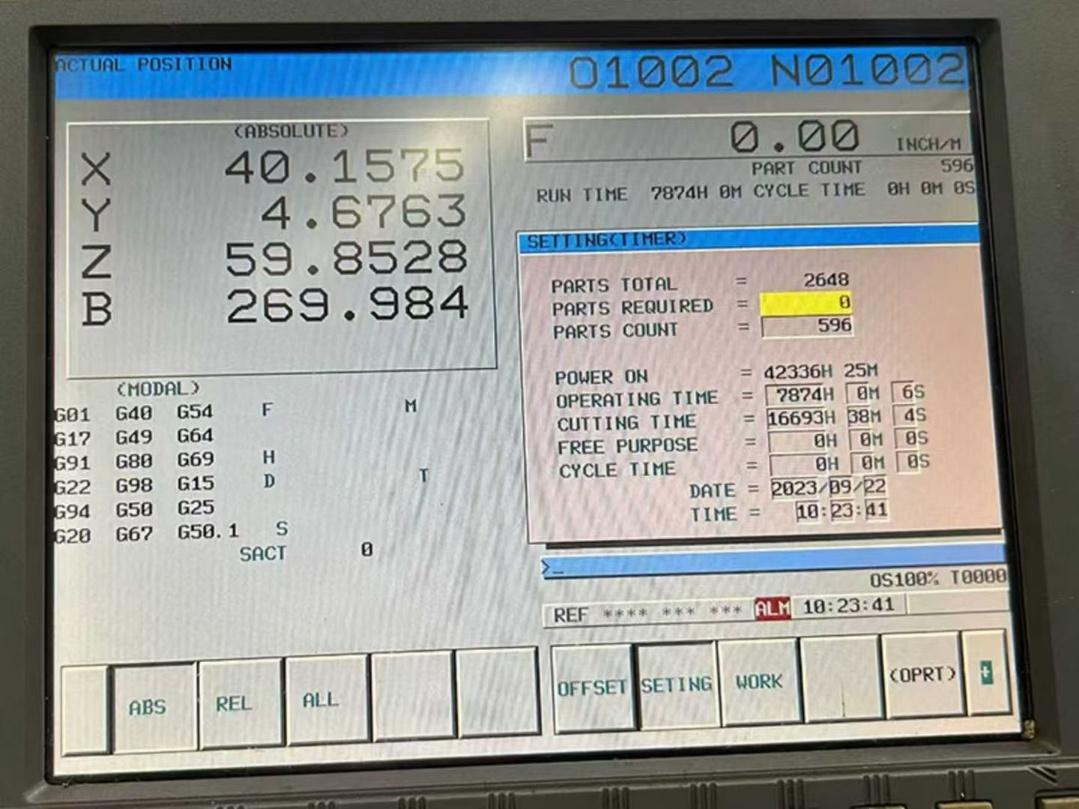 ACTUAL POSITION O1002 N01002
(ABSOLUTE)
X 40.1575
Y 4.6763
Z 59.8528
B 269.984
F 0.00 INCH/M
PART COUNT 596
RUN TIME 7874H 0M CYCLE TIME 0H 0M 0S
(MODAL)
G01 G40 G54 F M
G17 G49 G64
G91 G80 G69 H
G22 G98 G15 D T
G94 G50 G25
G20 G67 G50.1 S
SACT 0
SETTING(TIMER)
PARTS TOTAL = 2648
PARTS REQUIRED = 0
PARTS COUNT = 596
POWER ON = 42336H 25M
OPERATING TIME = 7874H 0M 6S
CUTTING TIME = 16693H 38M 4S
FREE PURPOSE = 0H 0M 0S
CYCLE TIME = 0H 0M 0S
DATE = 2023/09/22
TIME = 10:23:41
>_
OS100% T0000
REF **** *** *** ALM 10:23:41
ABS REL ALL OFFSET SETING WORK (OPRT) +